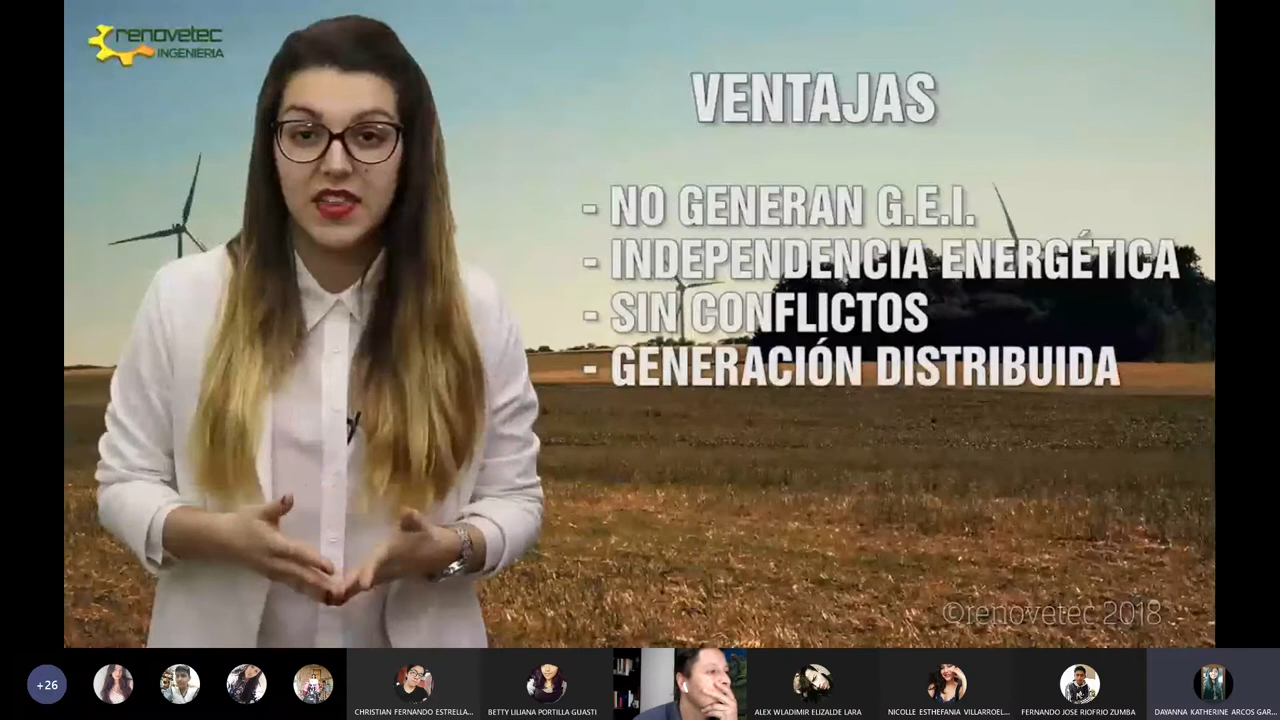 renovetec
INGENIERIA
VENTAJAS
- NO GENERAN G.E.I.
- INDEPENDENCIA ENERGÉTICA
- SIN CONFLICTOS
- GENERACIÓN DISTRIBUIDA
©renovetec 2018
+26
CHRISTIAN FERNANDO ESTRELLA...
BETTY LILIANA PORTILLA GUASTI
ALEX WLADIMIR ELIZALDE LARA
NICOLLE ESTHEFANIA VILLARROEL...
FERNANDO JOSE RIOFRIO ZUMBA
DAYANNA KATHERINE ARCOS GAR...